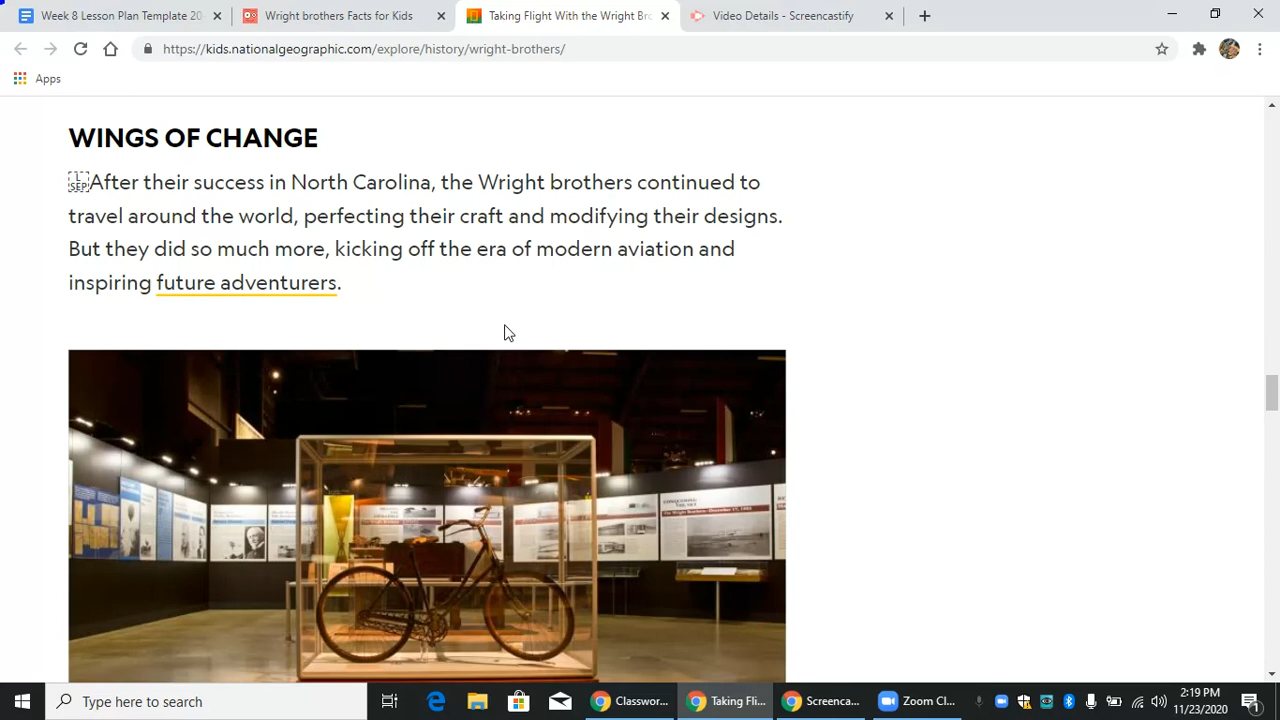 Week 8 Lesson Plan Template 20
Wright brothers Facts for Kids
Taking Flight With the Wright Bro
Video Details - Screencastify
https://kids.nationalgeographic.com/explore/history/wright-brothers/
Apps
WINGS OF CHANGE
L SEP After their success in North Carolina, the Wright brothers continued to
travel around the world, perfecting their craft and modifying their designs.
But they did so much more, kicking off the era of modern aviation and
inspiring future adventurers.
Type here to search
Classwor...
Taking Fli...
Screenca...
Zoom Cl...
2:19 PM
11/23/2020